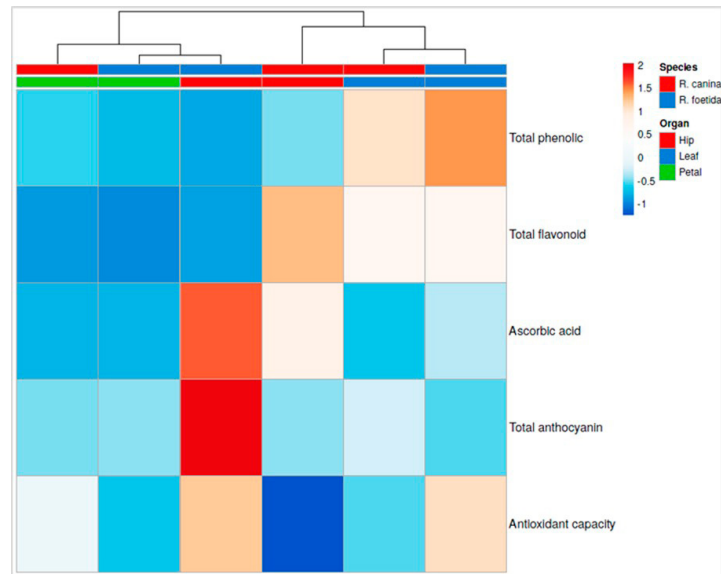 Total phenolic
Total flavonoid
Ascorbic acid
Total anthocyanin
Antioxidant capacity
2
1.5
1
0.5
0
-0.5
-1
Species
R. canina
R. foetida
Organ
Hip
Leaf
Petal